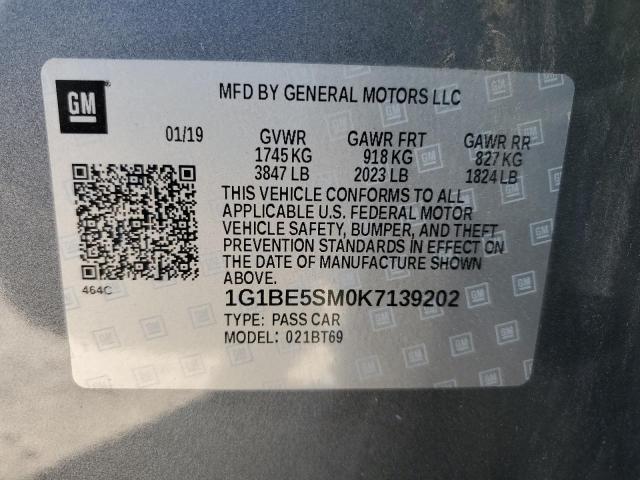 GM
MFD BY GENERAL MOTORS LLC
01/19 GVWR GAWR FRT GAWR RR
1745 KG 918 KG 827 KG
3847 LB 2023 LB 1824 LB
THIS VEHICLE CONFORMS TO ALL
APPLICABLE U.S. FEDERAL MOTOR
VEHICLE SAFETY, BUMPER, AND THEFT
PREVENTION STANDARDS IN EFFECT ON
THE DATE OF MANUFACTURE SHOWN
ABOVE.
464C
1G1BE5SM0K7139202
TYPE: PASS CAR
MODEL: 021BT69